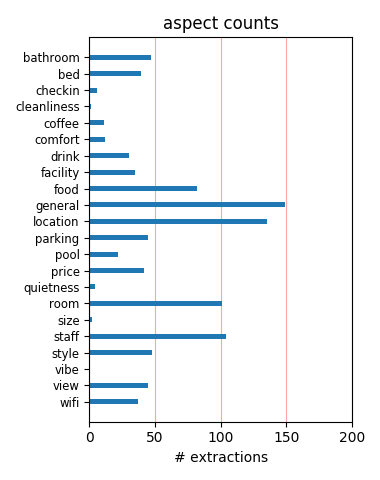 aspect counts
bathroom
bed
checkin
cleanliness
coffee
comfort
drink
facility
food
general
location
parking
pool
price
quietness
room
size
staff
style
vibe
view
wifi
0 50 100 150 200
# extractions